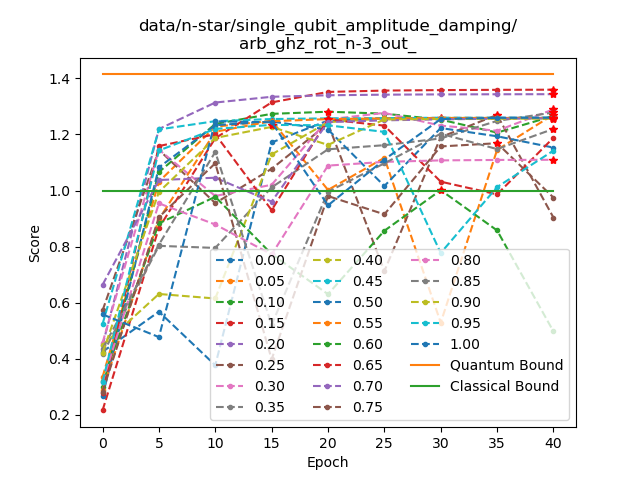 data/n-star/single_qubit_amplitude_damping/
arb_ghz_rot_n-3_out_
Score
1.4
1.2
1.0
0.8
0.6
0.4
0.2
0 5 10 15 20 25 30 35 40
Epoch
0.00 0.40 0.80
0.05 0.45 0.85
0.10 0.50 0.90
0.15 0.55 0.95
0.20 0.60 1.00
0.25 0.65 Quantum Bound
0.30 0.70 Classical Bound
0.35 0.75